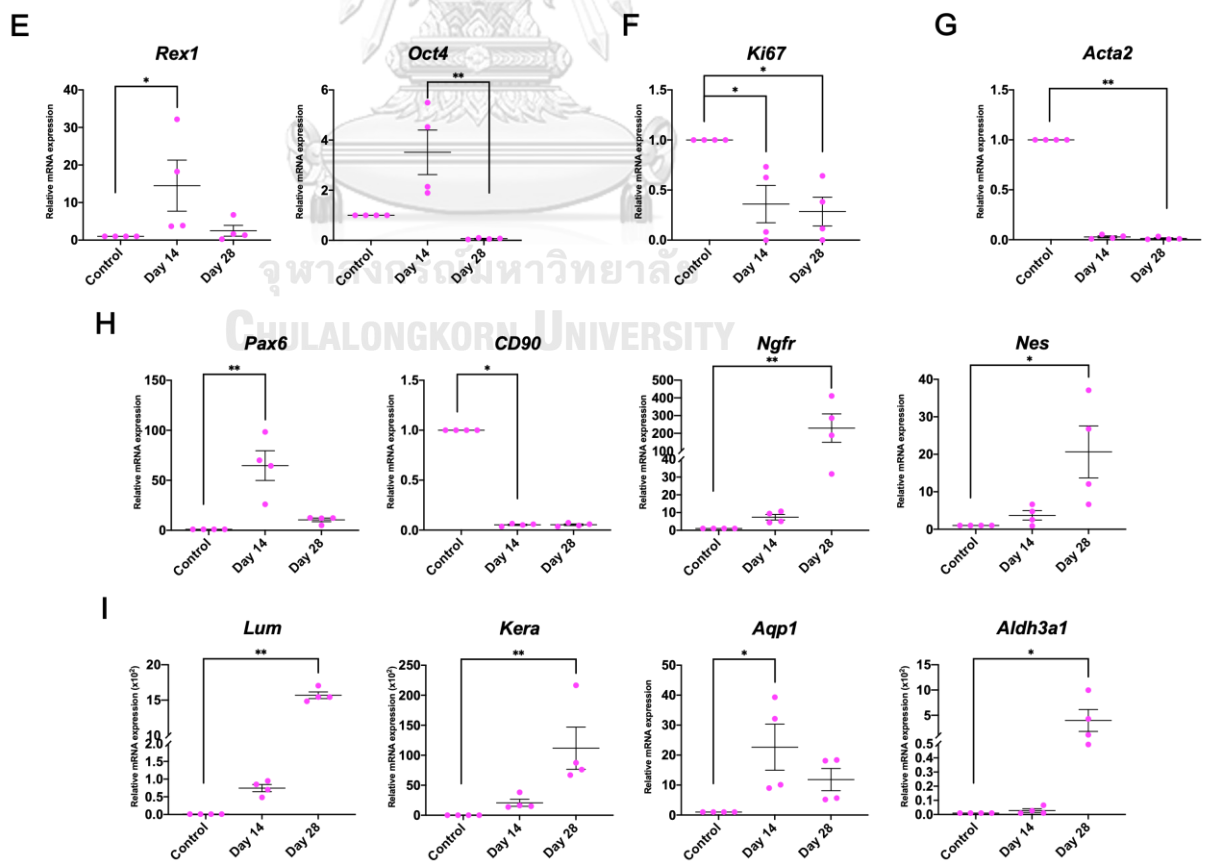 E
F
G
Rex1
Oct4
Ki67
Acta2
Relative mRNA expression
40
30
20
10
0
*
Control
Day 14
Day 28
Relative mRNA expression
6
4
2
0
**
Control
Day 14
Day 28
Relative mRNA expression
1.5
1.0
0.5
0.0
*
*
Control
Day 14
Day 28
Relative mRNA expression
1.5
1.0
0.5
0.0
**
Control
Day 14
Day 28
จุฬาลงกรณ์มหาวิทยาลัย
CHULALONGKORN UNIVERSITY
H
Pax6
CD90
Ngfr
Nes
Relative mRNA expression
150
100
50
0
**
Control
Day 14
Day 28
Relative mRNA expression
1.5
1.0
0.5
0.0
*
Control
Day 14
Day 28
Relative mRNA expression
500
400
300
200
100
40
30
20
10
0
**
Control
Day 14
Day 28
Relative mRNA expression
40
30
20
10
0
*
Control
Day 14
Day 28
I
Lum
Kera
Aqp1
Aldh3a1
Relative mRNA expression (x10²)
20
15
10
2.0
1.5
1.0
0.5
0.0
**
Control
Day 14
Day 28
Relative mRNA expression (x10²)
250
200
150
100
50
0
**
Control
Day 14
Day 28
Relative mRNA expression
50
40
30
20
10
0
*
Control
Day 14
Day 28
Relative mRNA expression (x10²)
15
10
5
0.5
0.4
0.3
0.2
0.1
0.0
*
Control
Day 14
Day 28